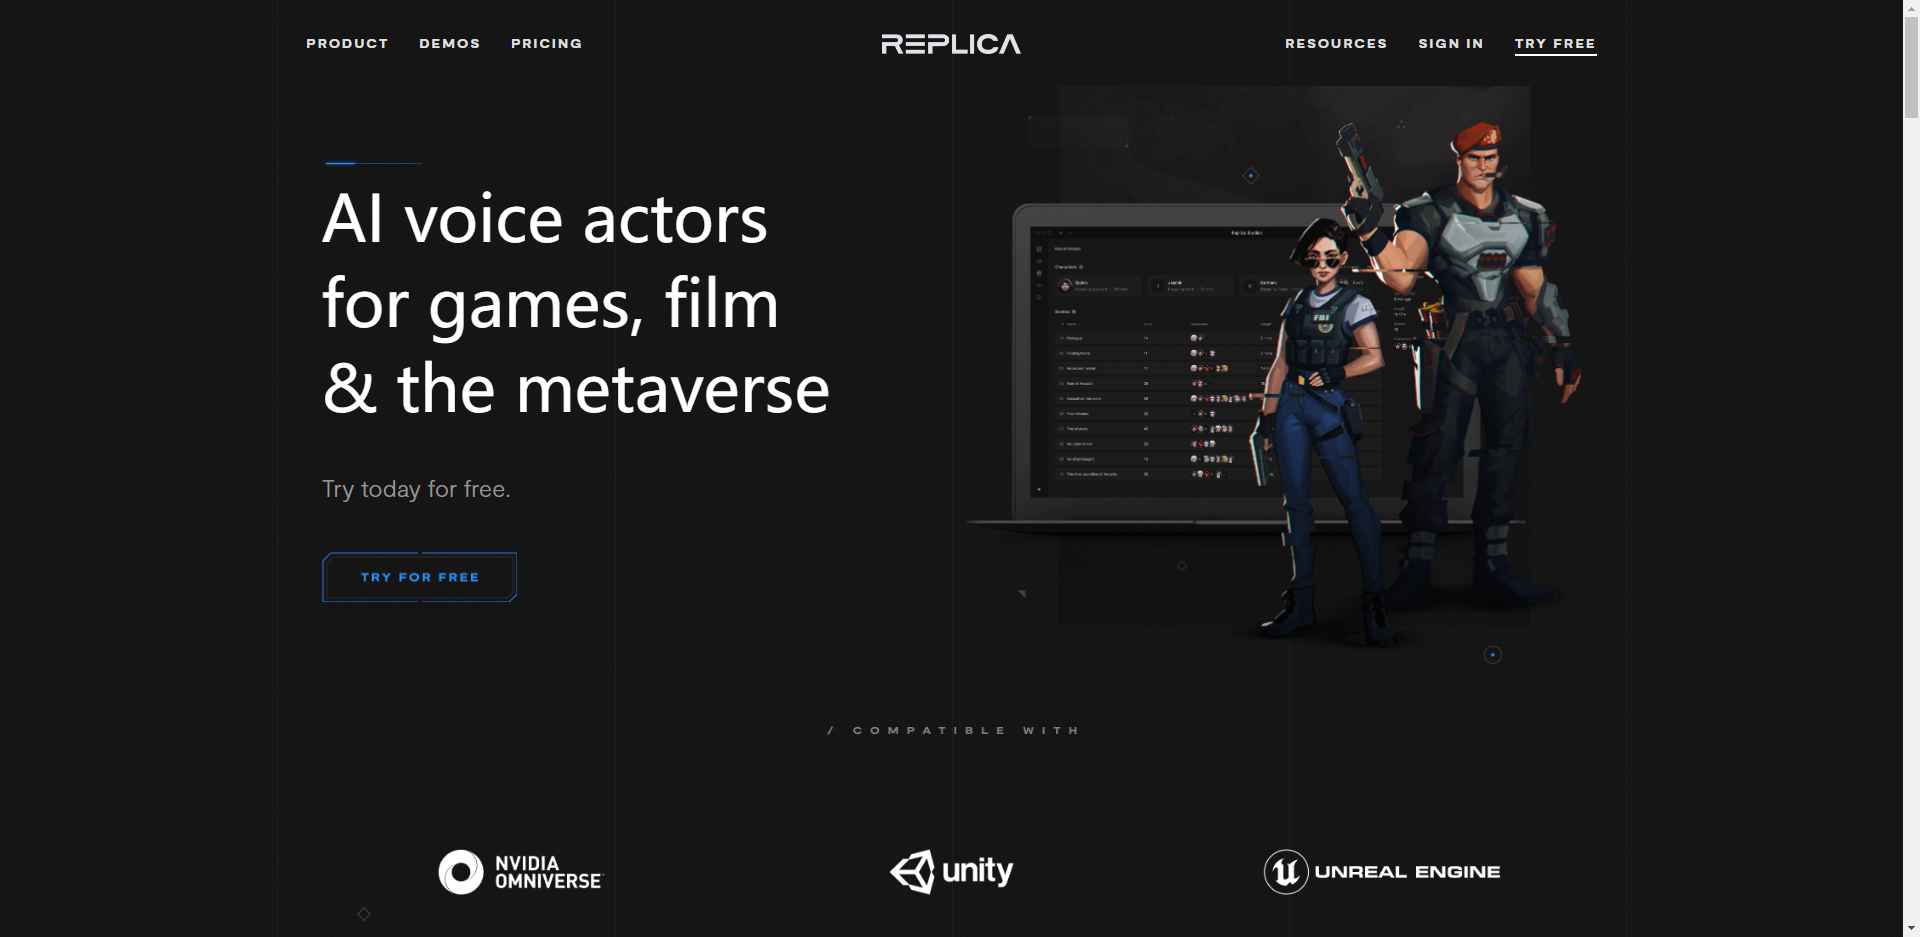 PRODUCT DEMOS PRICING REPLICA RESOURCES SIGN IN TRY FREE
AI voice actors
for games, film
& the metaverse
Try today for free.
TRY FOR FREE
FBI
/ COMPATIBLE WITH
NVIDIA
OMNIVERSE
unity
UNREAL ENGINE